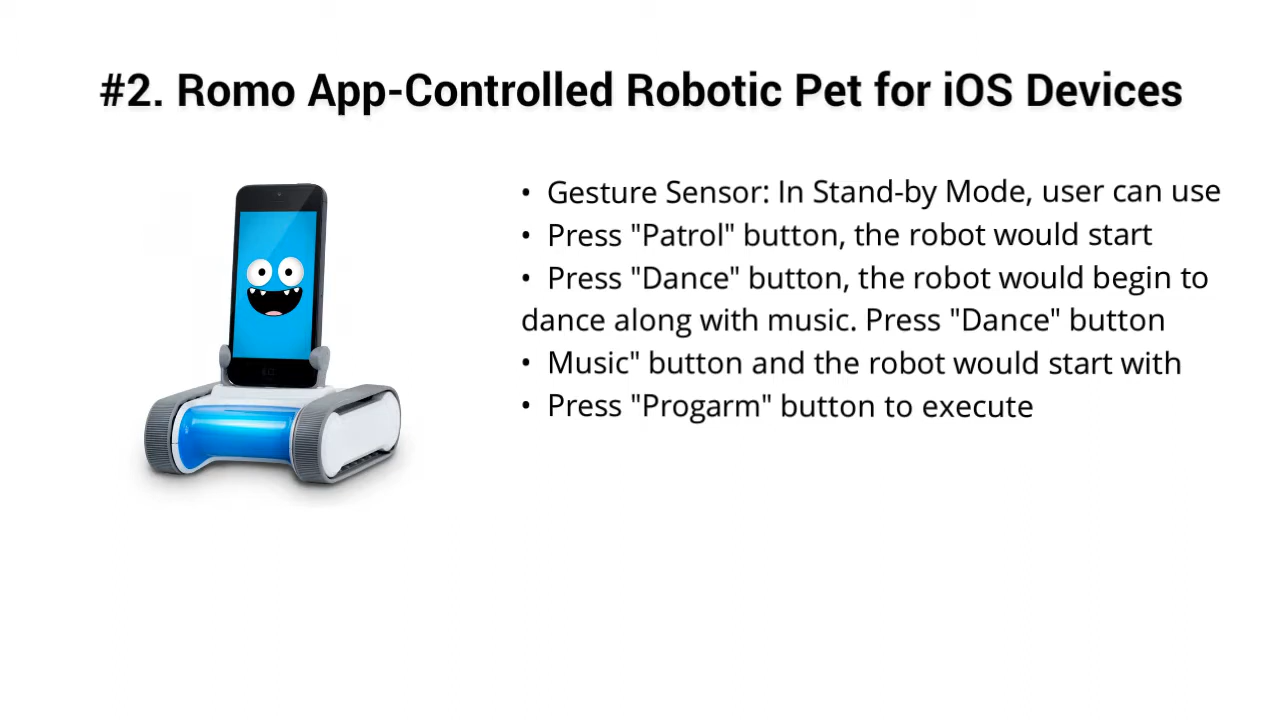 #2. Romo App-Controlled Robotic Pet for iOS Devices
• Gesture Sensor: In Stand-by Mode, user can use
• Press "Patrol" button, the robot would start
• Press "Dance" button, the robot would begin to
dance along with music. Press "Dance" button
• Music" button and the robot would start with
• Press "Progarm" button to execute